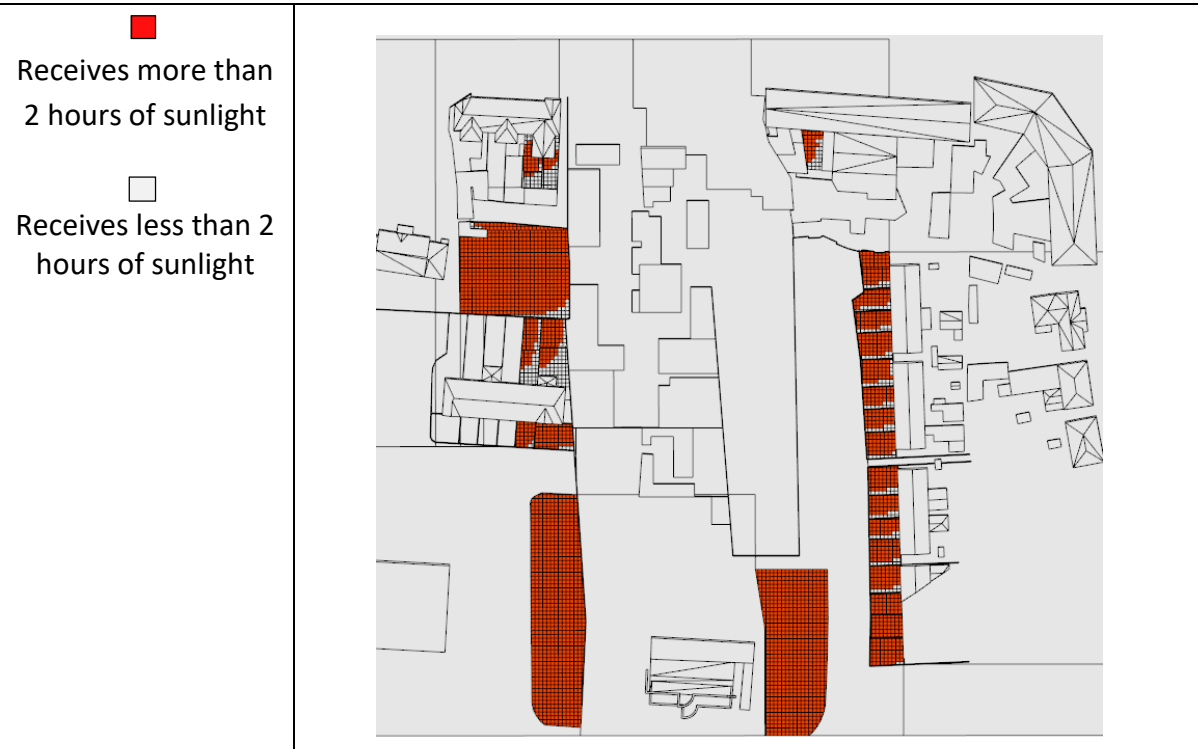 Receives more than
2 hours of sunlight
Receives less than 2
hours of sunlight